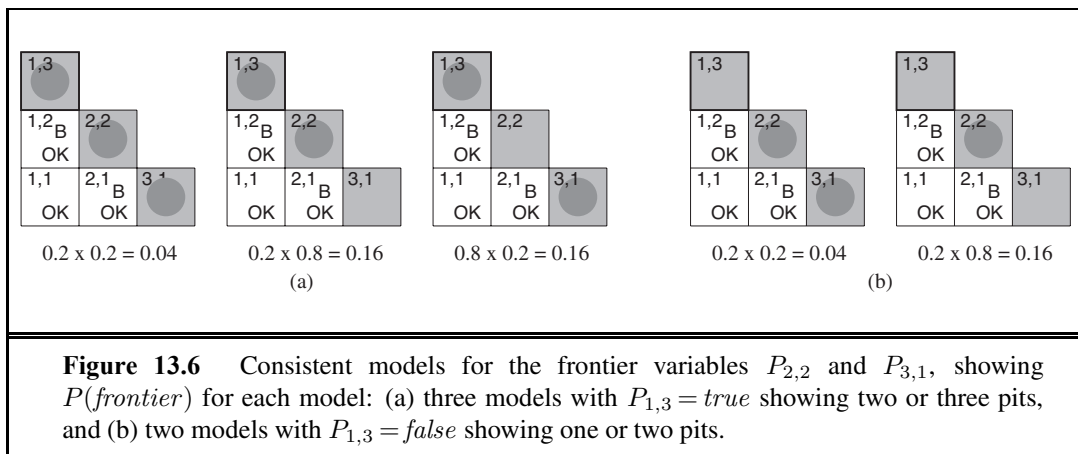 1,3 1,3 1,3 1,3 1,3
1,2 B 2,2 1,2 B 2,2 1,2 B 2,2 1,2 B 2,2 1,2 B 2,2
OK OK OK OK OK
1,1 2,1 B 3,1 1,1 2,1 B 3,1 1,1 2,1 B 3,1 1,1 2,1 B 3,1 1,1 2,1 B 3,1
OK OK OK OK OK OK OK OK OK OK
0.2 x 0.2 = 0.04 0.2 x 0.8 = 0.16 0.8 x 0.2 = 0.16 0.2 x 0.2 = 0.04 0.2 x 0.8 = 0.16
(a) (b)
Figure 13.6 Consistent models for the frontier variables P2,2 and P3,1, showing
P(frontier) for each model: (a) three models with P1,3 = true showing two or three pits,
and (b) two models with P1,3 = false showing one or two pits.